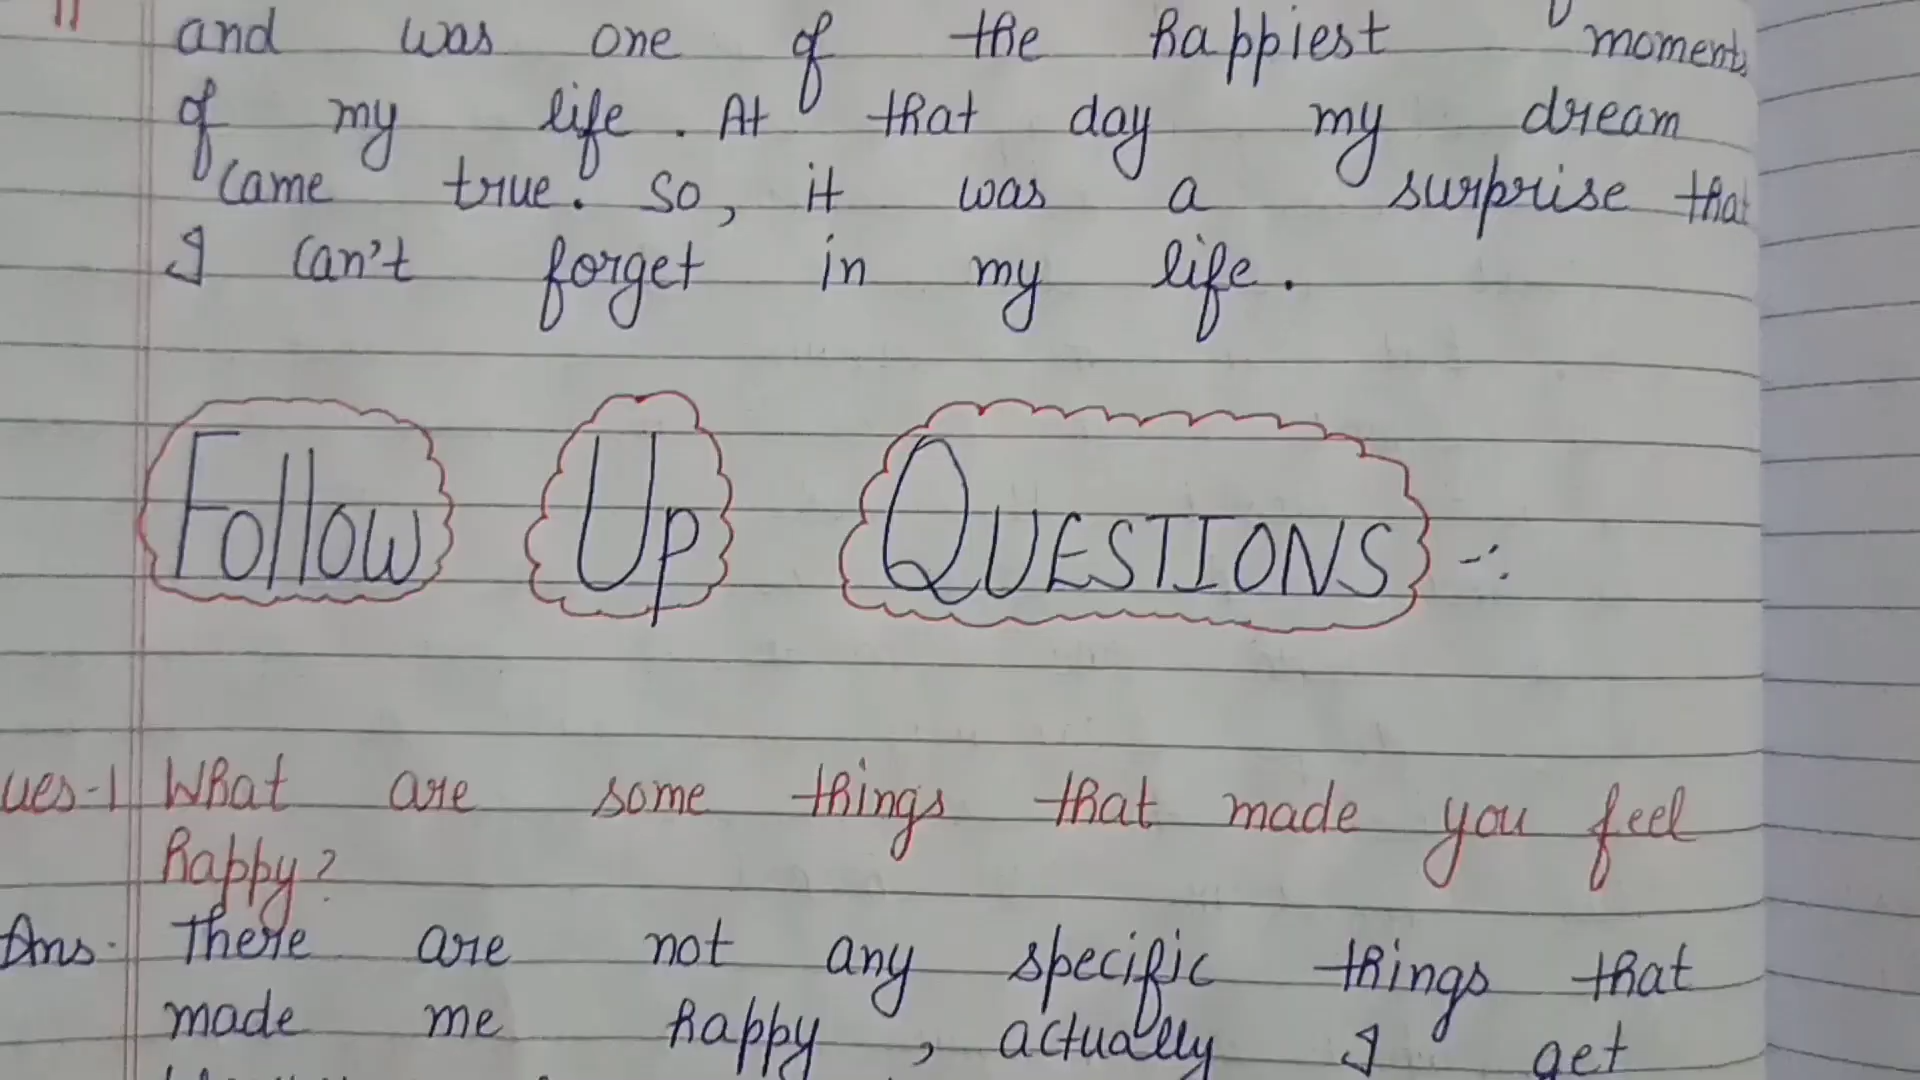 and was one of the happiest moments
of my life. At that day my dream
came true. So, it was a surprise that
I can't forget in my life.
Follow Up QUESTIONS -:
ues-1 What are some things that made you feel
happy?
Ans. There are not any specific things that
made me happy, actually I get